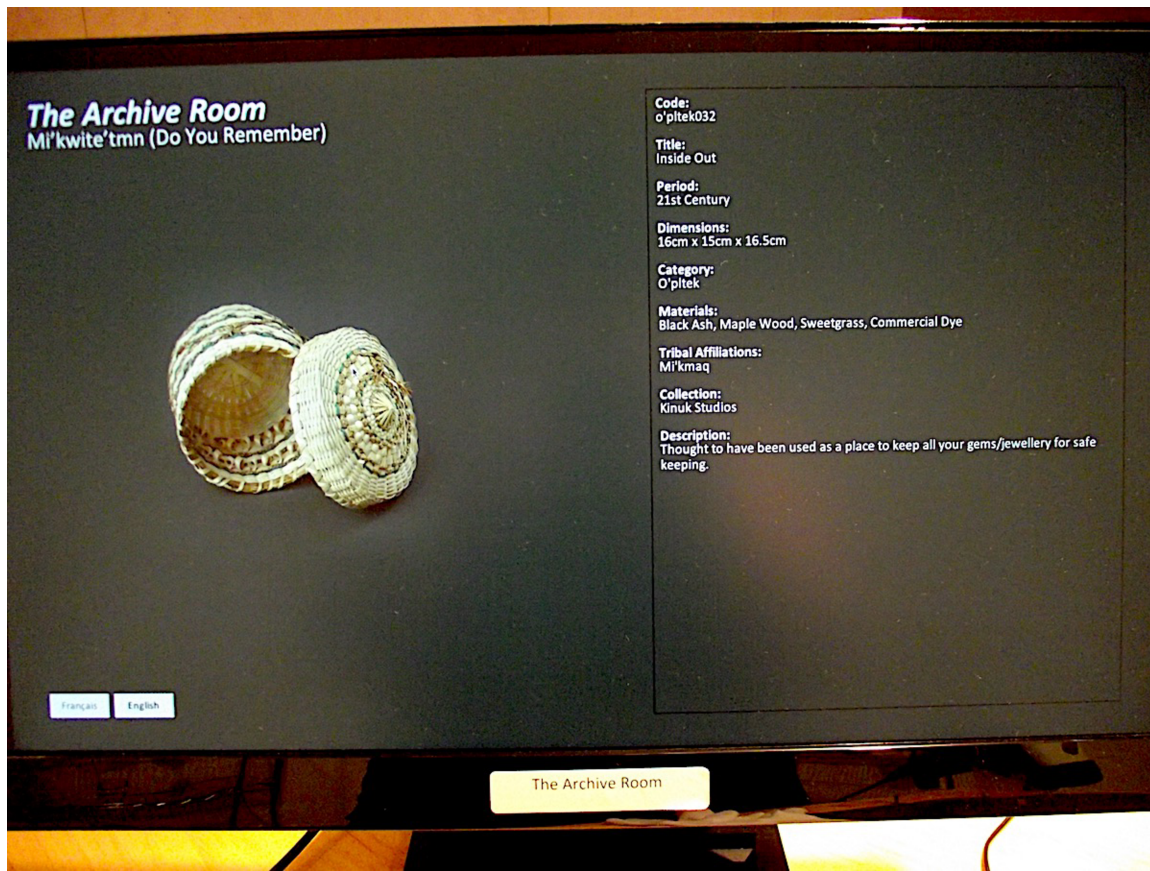 The Archive Room
Mi'kwite'tmn (Do You Remember)
Code:
o'pltek032
Title:
Inside Out
Period:
21st Century
Dimensions:
16cm x 15cm x 16.5cm
Category:
O'pltek
Materials:
Black Ash, Maple Wood, Sweetgrass, Commercial Dye
Tribal Affiliations:
Mi'kmaq
Collection:
Kinuk Studios
Description:
Thought to have been used as a place to keep all your gems/jewellery for safe
keeping.
Français English
The Archive Room